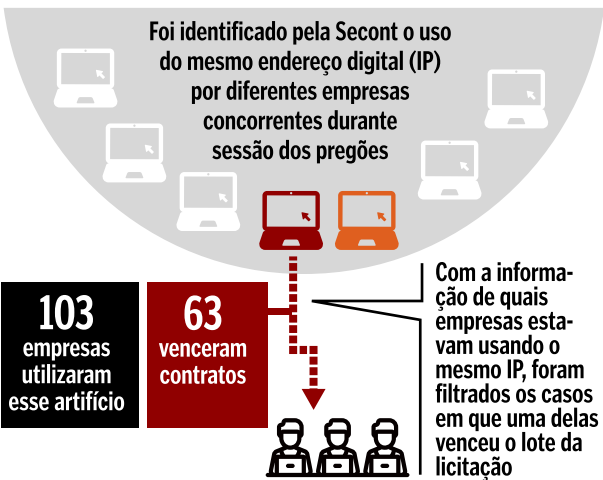 Foi identificado pela Secont o uso
do mesmo endereço digital (IP)
por diferentes empresas
concorrentes durante
sessão dos pregões
103
empresas
utilizaram
esse artifício
63
venceram
contratos
Com a informa-
ção de quais
empresas esta-
vam usando o
mesmo IP, foram
filtrados os casos
em que uma delas
venceu o lote da
licitação